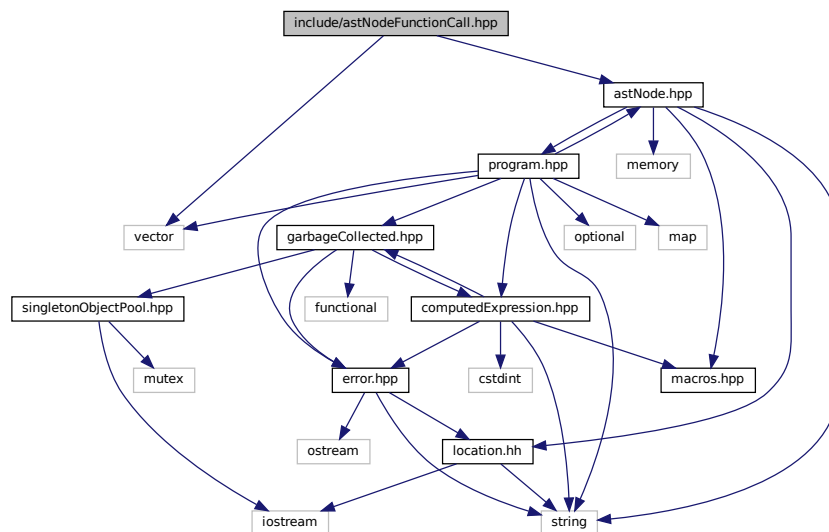 include/astNodeFunctionCall.hpp
astNode.hpp
program.hpp
memory
vector
garbageCollected.hpp
optional
map
singletonObjectPool.hpp
functional
computedExpression.hpp
mutex
error.hpp
cstdint
macros.hpp
ostream
location.hh
iostream
string